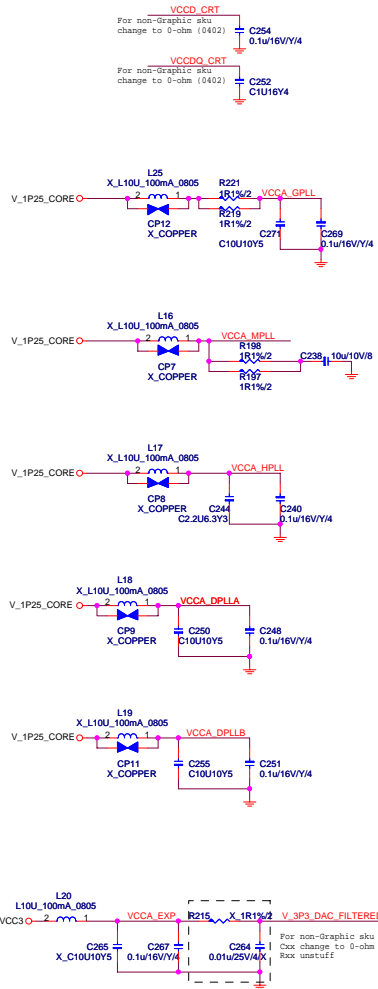 VCCD_CRT
For non-Graphic sku
change to 0-ohm (0402)
C254
0.1u/16V/Y/4
VCCDQ_CRT
For non-Graphic sku
change to 0-ohm (0402)
C252
C1U16Y4
L25
X_L10U_100mA_0805
V_1P25_CORE
2 1
CP12
X_COPPER
R221
1R1%/2
R219
1R1%/2
VCCA_GPLL
C271
C10U10Y5
C269
0.1u/16V/Y/4
L16
X_L10U_100mA_0805
V_1P25_CORE
2 1
CP7
X_COPPER
VCCA_MPLL
R198
1R1%/2
R197
1R1%/2
C238 10u/10V/8
L17
X_L10U_100mA_0805
V_1P25_CORE
2 1
CP8
X_COPPER
VCCA_HPLL
C244
C2.2U6.3Y3
C240
0.1u/16V/Y/4
L18
X_L10U_100mA_0805
V_1P25_CORE
2 1
CP9
X_COPPER
VCCA_DPLLA
C250
C10U10Y5
C248
0.1u/16V/Y/4
L19
X_L10U_100mA_0805
V_1P25_CORE
2 1
CP11
X_COPPER
VCCA_DPLLB
C255
C10U10Y5
C251
0.1u/16V/Y/4
L20
L10U_100mA_0805
VCC3
2 1
VCCA_EXP
R215 X_1R1%/2
V_3P3_DAC_FILTERE
C265
X_C10U10Y5
C267
0.1u/16V/Y/4
C264
0.01u/25V/4/X
For non-Graphic sku
Cxx change to 0-ohm
Rxx unstuff